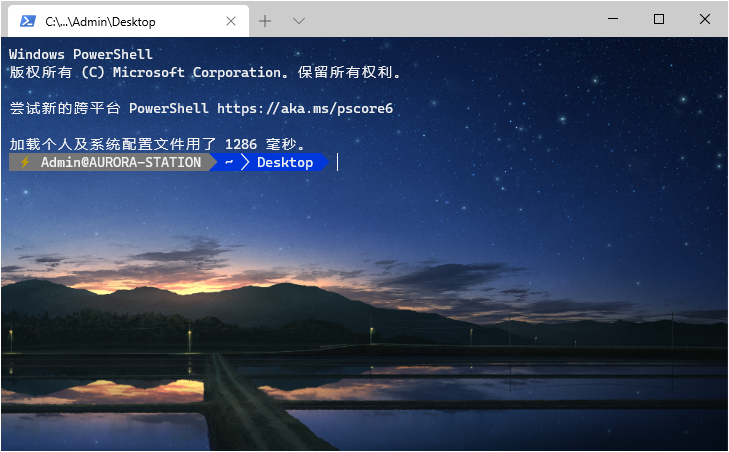 C:\...\Admin\Desktop
Windows PowerShell
版权所有 (C) Microsoft Corporation。保留所有权利。
尝试新的跨平台 PowerShell https://aka.ms/pscore6
加载个人及系统配置文件用了 1286 毫秒。
⚡ Admin@AURORA-STATION ~ Desktop